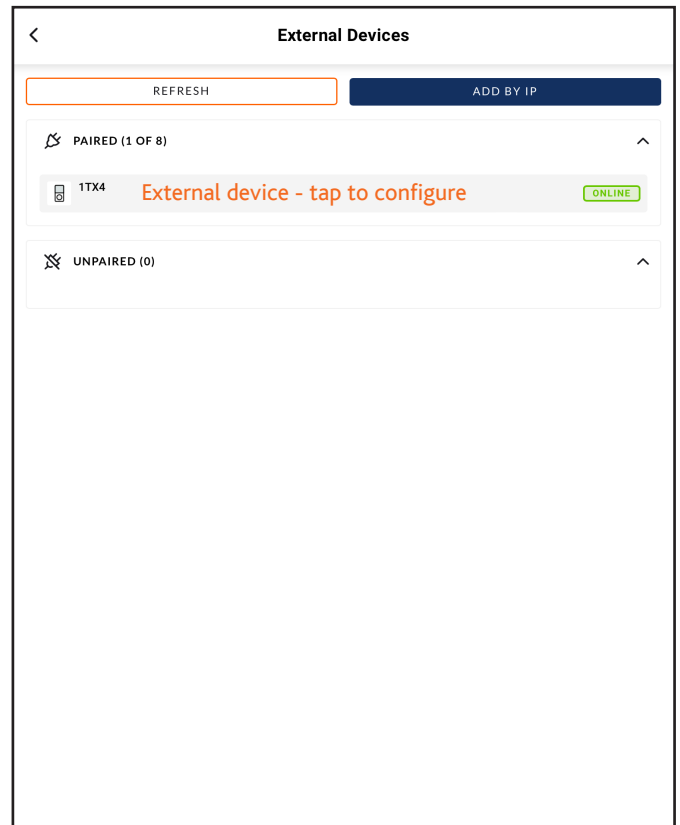 External Devices
REFRESH
ADD BY IP
PAIRED (1 OF 8)
1TX4
External device - tap to configure
ONLINE
UNPAIRED (0)